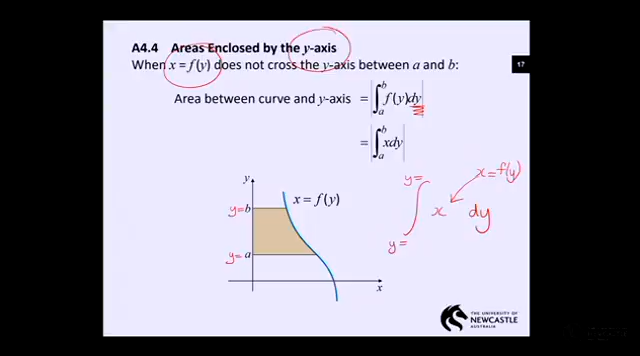 A4.4 Areas Enclosed by the y-axis
When x = f(y) does not cross the y-axis between a and b:
17
Area between curve and y-axis = |∫_a^b f(y)dy|
= |∫_a^b xdy|
x = f(y)
y =
∫ x dy
y =
y
x = f(y)
y = b
y = a
x
THE UNIVERSITY OF
NEWCASTLE
AUSTRALIA